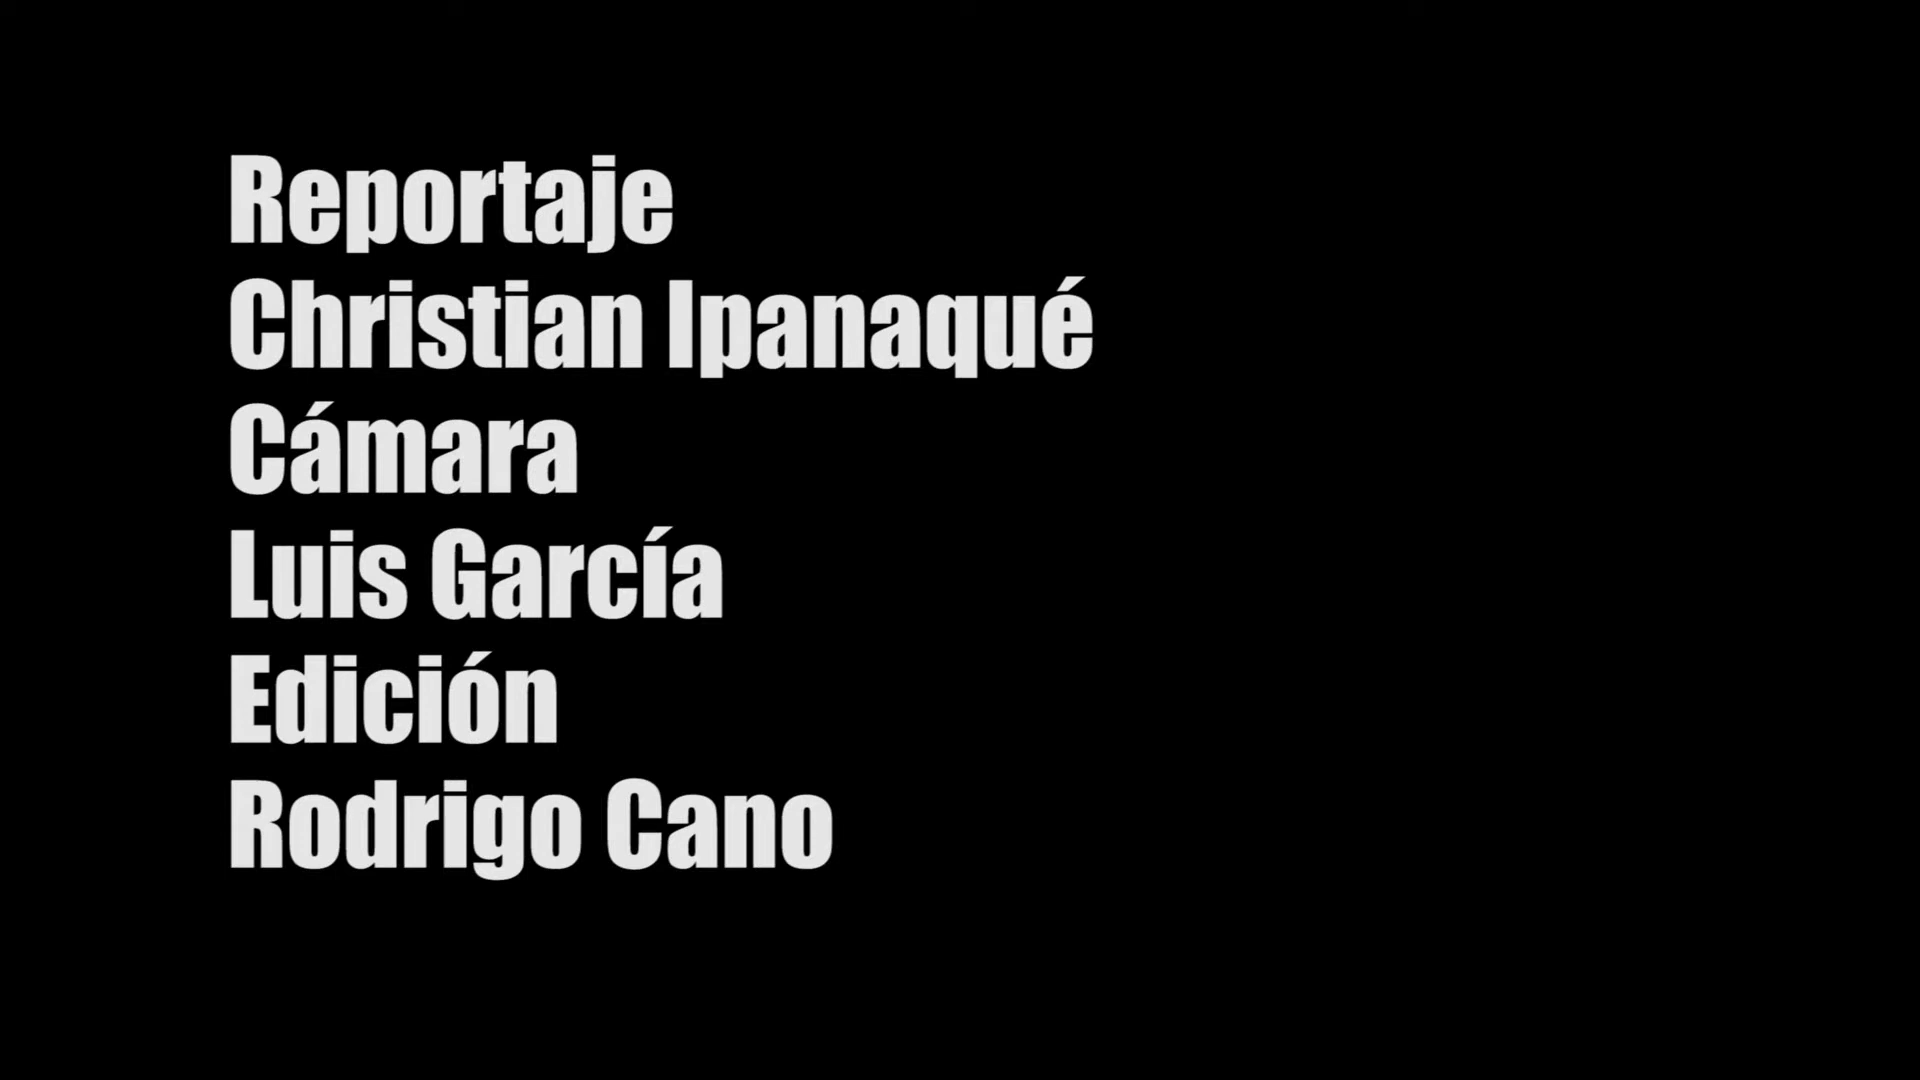 Reportaje
Christian Ipanaqué
Cámara
Luis García
Edición
Rodrigo Cano